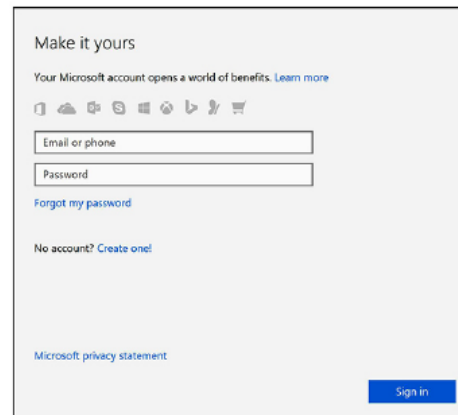 Make it yours
Your Microsoft account opens a world of benefits. Learn more
Email or phone
Password
Forgot my password
No account? Create one!
Microsoft privacy statement
Sign in